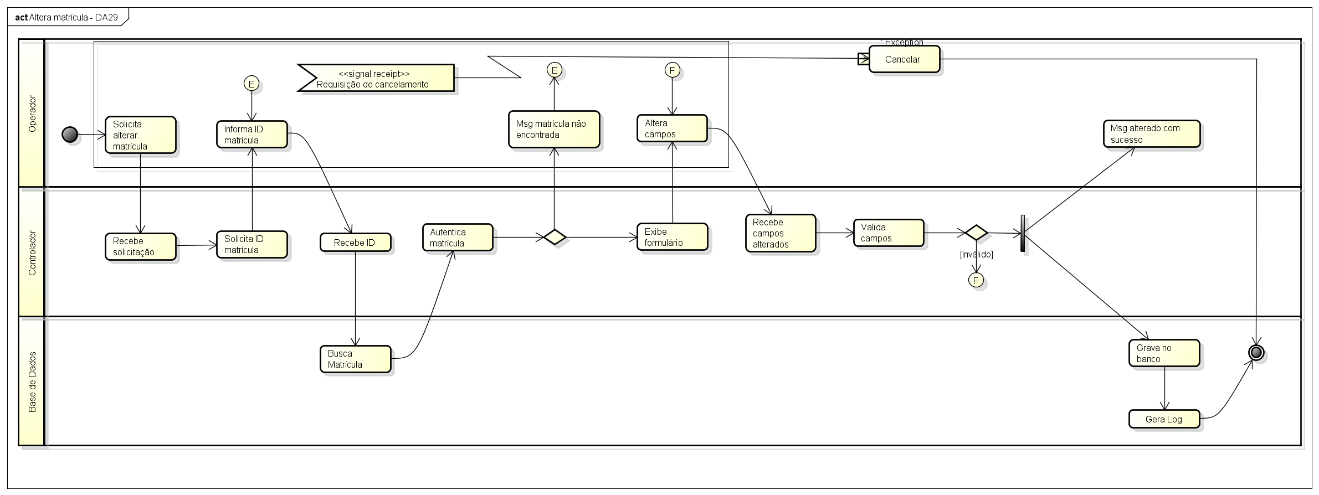 act Altera matrícula - DA29
Exception
Cancelar
<<signal receipt>>
Requisição de cancelamento
E
E
F
Operador
Solicita
alterar
matrícula
Informa ID
matrícula
Msg matrícula não
encontrada
Altera
campos
Msg alterado com
sucesso
Controlador
Recebe
solicitação
Solicita ID
matrícula
Recebe ID
Autentica
matrícula
Exibe
formulário
Recebe
campos
alterados
Valida
campos
[Inválido]
F
Base de Dados
Busca
Matrícula
Grava no
banco
Gera Log